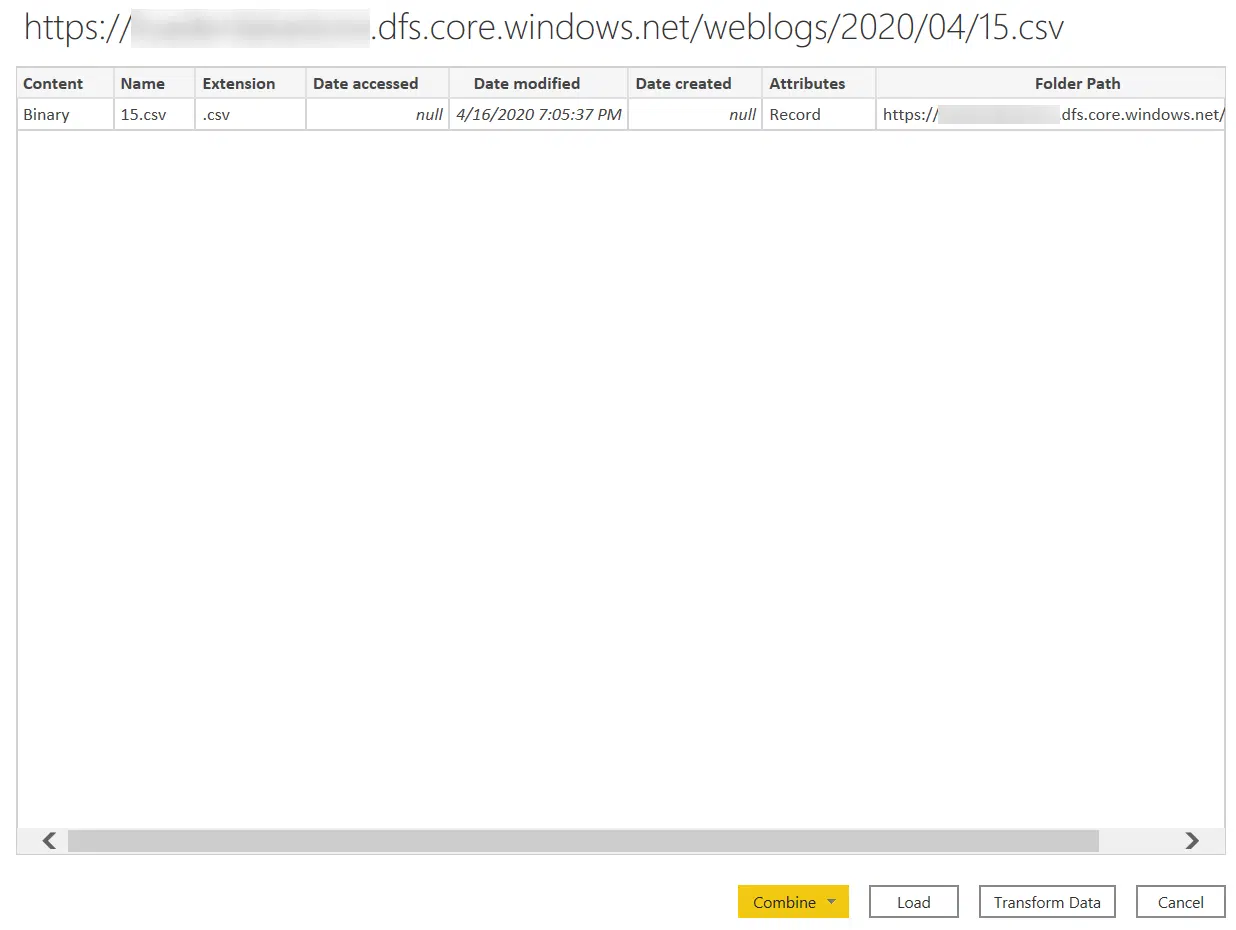 https:// .dfs.core.windows.net/weblogs/2020/04/15.csv
Content Name Extension Date accessed Date modified Date created Attributes Folder Path
Binary 15.csv .csv null 4/16/2020 7:05:37 PM null Record https:// dfs.core.windows.net/
Combine Load Transform Data Cancel